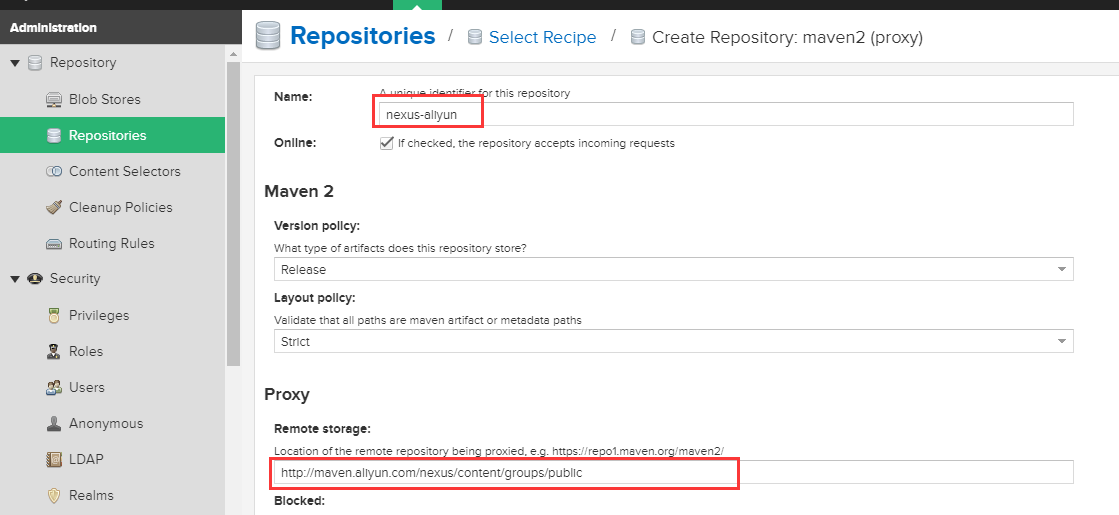 Administration
Repository
Blob Stores
Repositories
Content Selectors
Cleanup Policies
Routing Rules
Security
Privileges
Roles
Users
Anonymous
LDAP
Realms
Repositories / Select Recipe / Create Repository: maven2 (proxy)
Name:
A unique identifier for this repository
nexus-aliyun
Online:
If checked, the repository accepts incoming requests
Maven 2
Version policy:
What type of artifacts does this repository store?
Release
Layout policy:
Validate that all paths are maven artifact or metadata paths
Strict
Proxy
Remote storage:
Location of the remote repository being proxied, e.g. https://repo1.maven.org/maven2/
http://maven.aliyun.com/nexus/content/groups/public
Blocked: